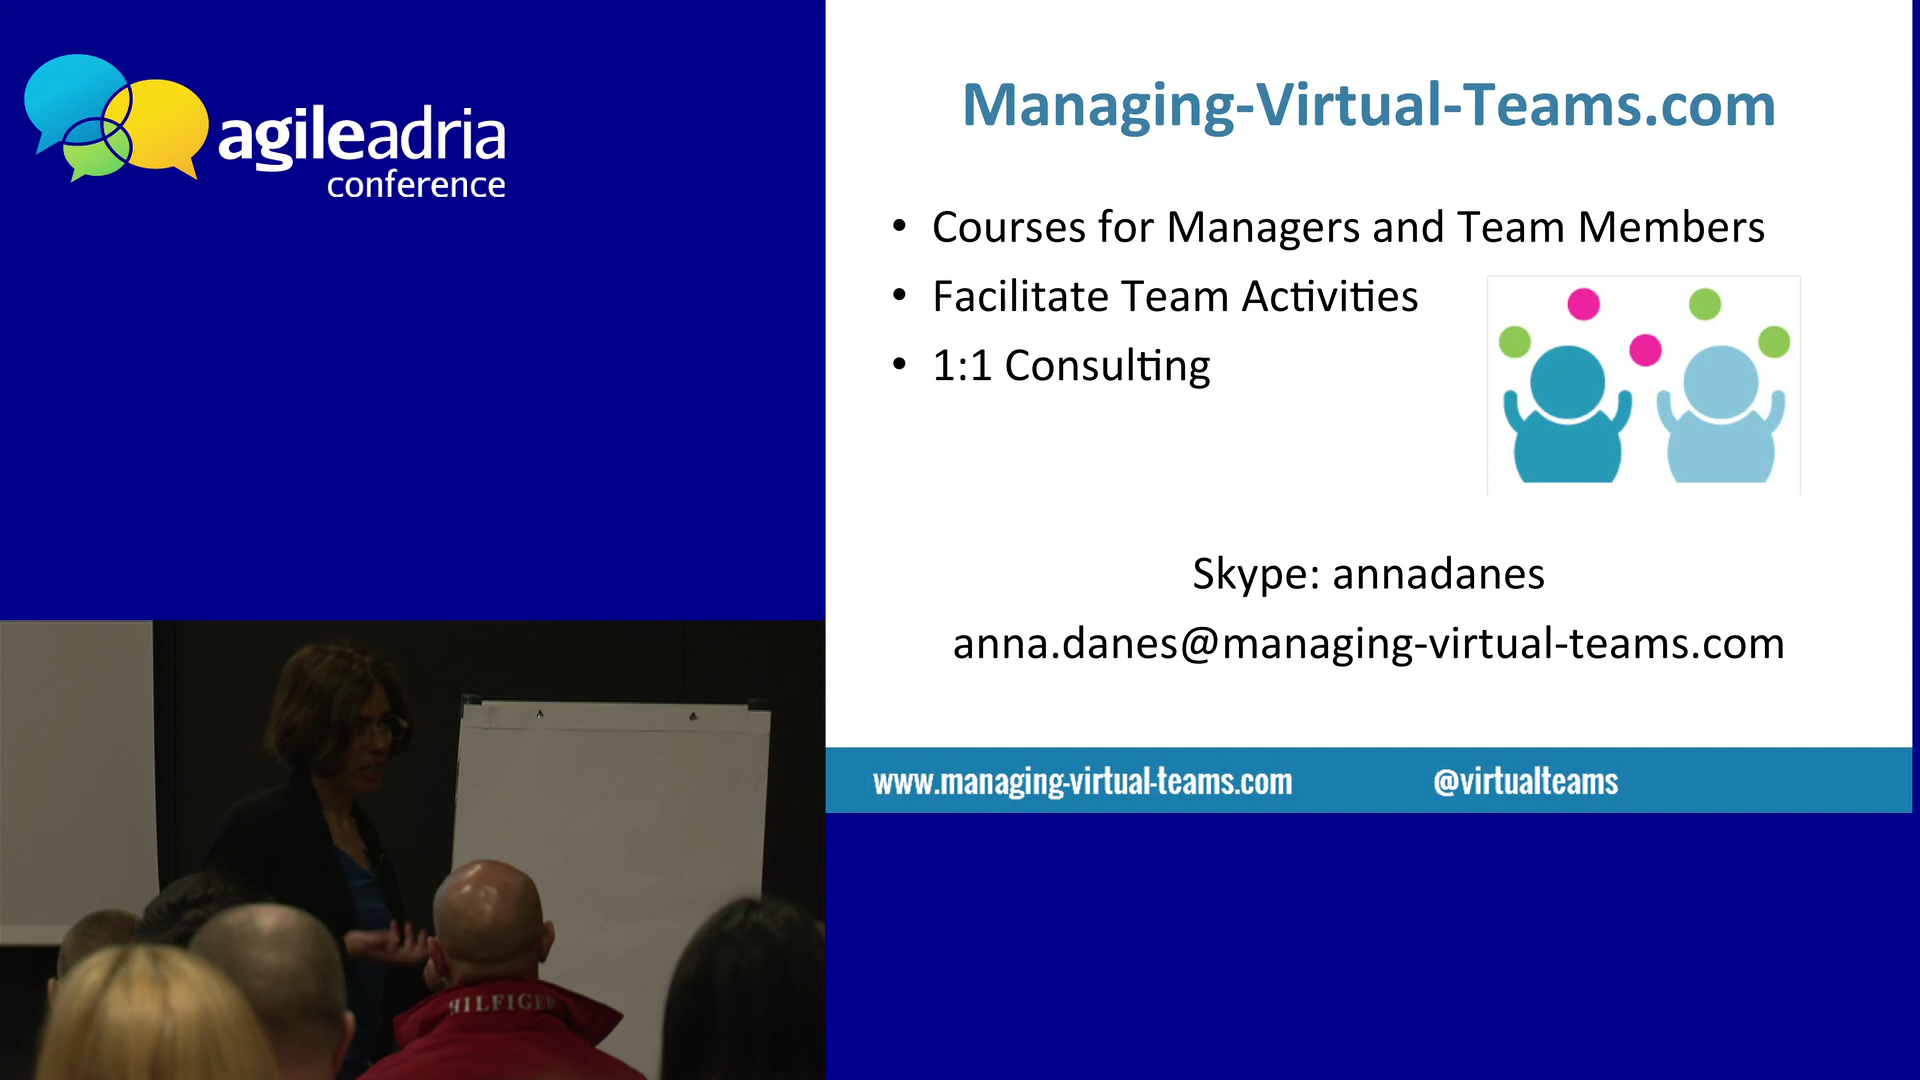 agileadria
conference
Managing-Virtual-Teams.com
• Courses for Managers and Team Members
• Facilitate Team Activities
• 1:1 Consulting
Skype: annadanes
anna.danes@managing-virtual-teams.com
www.managing-virtual-teams.com @virtualteams
HILFIGER